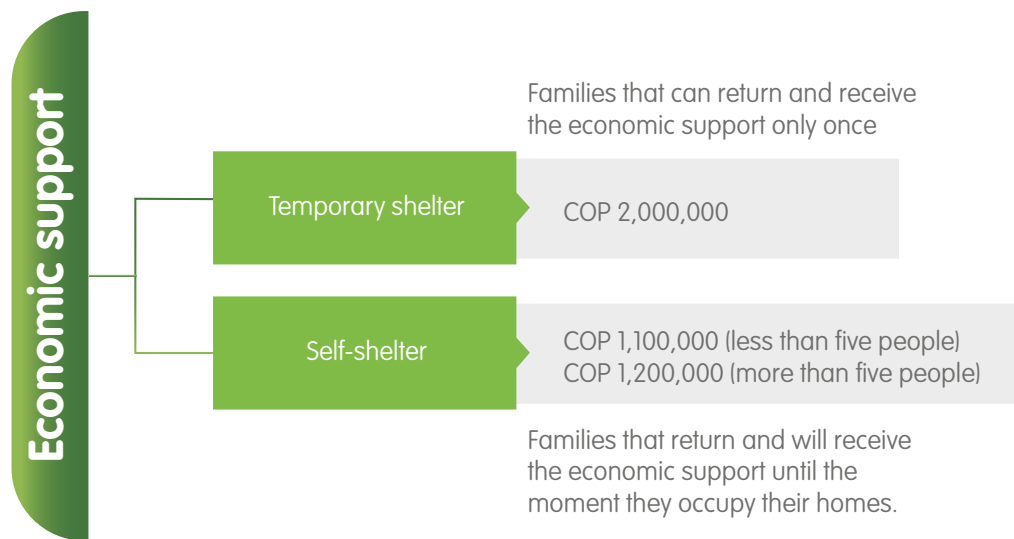 Economic support
Families that can return and receive
the economic support only once
Temporary shelter
COP 2,000,000
Self-shelter
COP 1,100,000 (less than five people)
COP 1,200,000 (more than five people)
Families that return and will receive
the economic support until the
moment they occupy their homes.